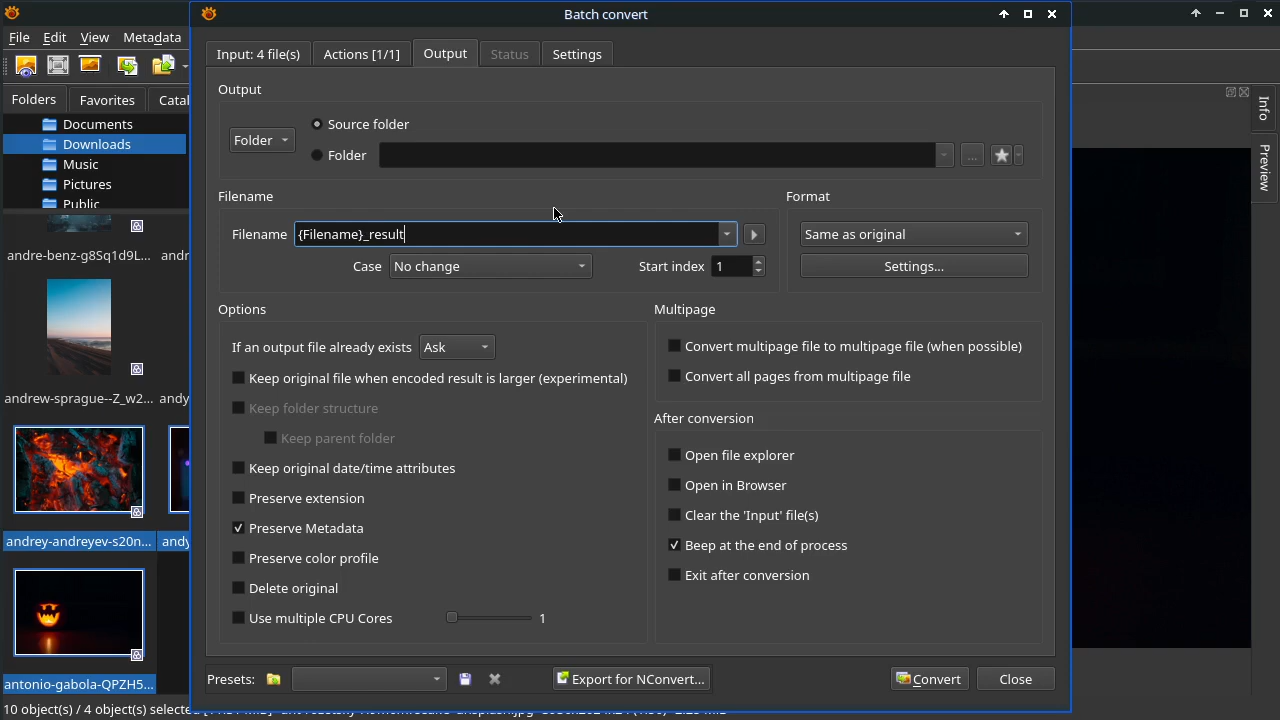 Batch convert
File Edit View Metadata
Input: 4 file(s) Actions [1/1] Output Status Settings
Folders Favorites Catal
Documents
Downloads
Music
Pictures
Public
andre-benz-g8Sq1d9L... andr
andrew-sprague--Z_w2... andy
andrey-andreyev-s20n... andy
antonio-gabola-QPZH5...
Output
Folder
Source folder
Folder
...
Filename
Filename {Filename}_result
Case No change
Start index 1
Format
Same as original
Settings...
Options
If an output file already exists Ask
Keep original file when encoded result is larger (experimental)
Keep folder structure
Keep parent folder
Keep original date/time attributes
Preserve extension
Preserve Metadata
Preserve color profile
Delete original
Use multiple CPU Cores 1
Multipage
Convert multipage file to multipage file (when possible)
Convert all pages from multipage file
After conversion
Open file explorer
Open in Browser
Clear the 'Input' file(s)
Beep at the end of process
Exit after conversion
Presets:
Export for NConvert...
Convert
Close
Info
Preview
10 object(s) / 4 object(s) selected